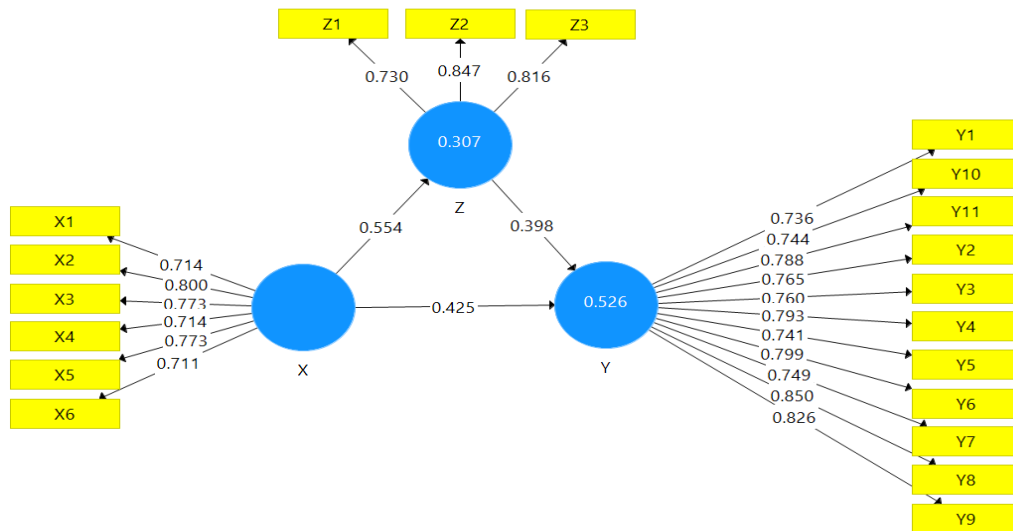 Z1 Z2 Z3
0.730 0.847 0.816
0.307
Z
0.554 0.398
X1
X2
X3
X4
X5
X6
0.714
0.800
0.773
0.714
0.773
0.711
X
0.425
0.526
Y
0.736
0.744
0.788
0.765
0.760
0.793
0.741
0.799
0.749
0.850
0.826
Y1
Y10
Y11
Y2
Y3
Y4
Y5
Y6
Y7
Y8
Y9